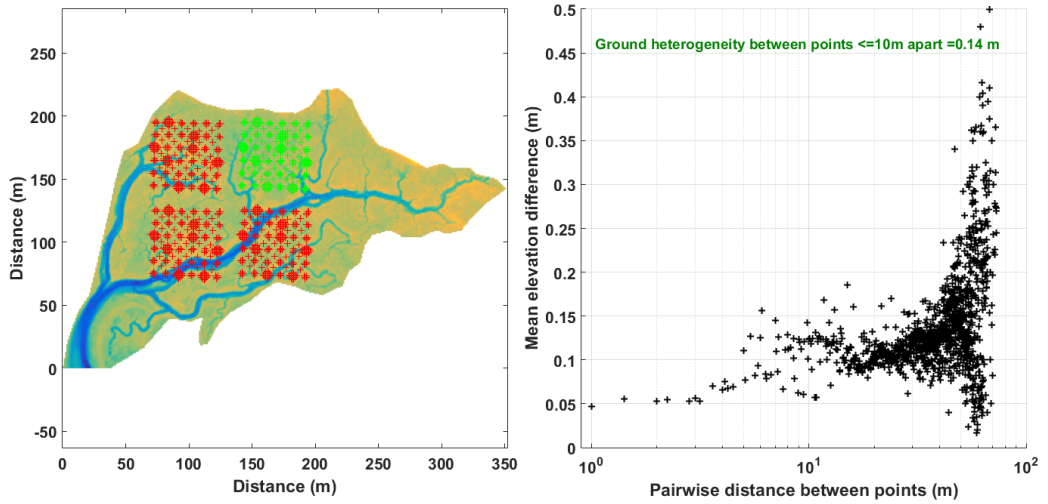 250
200
150
100
50
0
-50
Distance (m)
0 50 100 150 200 250 300 350
Distance (m)
0.5
0.45
0.4
0.35
0.3
0.25
0.2
0.15
0.1
0.05
0
Mean elevation difference (m)
Ground heterogeneity between points <=10m apart =0.14 m
10^0 10^1 10^2
Pairwise distance between points (m)